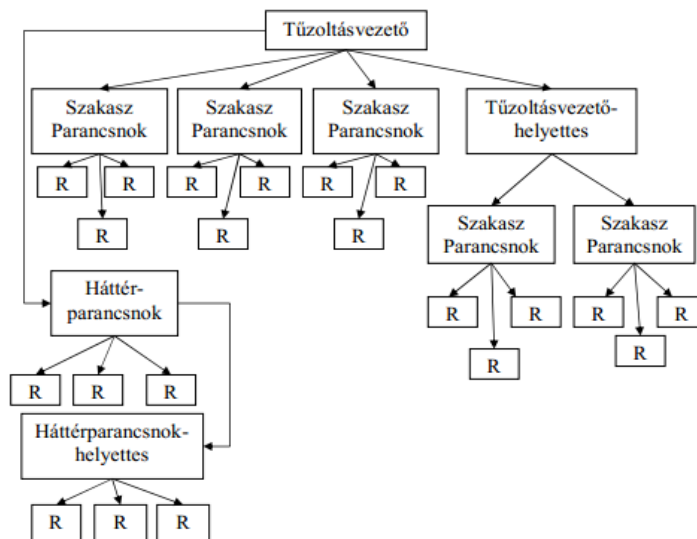 Tűzoltásvezető
Szakasz
Parancsnok
Szakasz
Parancsnok
Szakasz
Parancsnok
Tűzoltásvezető-
helyettes
R
R
R
R
R
R
R
R
R
Szakasz
Parancsnok
Szakasz
Parancsnok
R
R
R
R
R
R
Háttér-
parancsnok
R
R
R
Háttérparancsnok-
helyettes
R
R
R